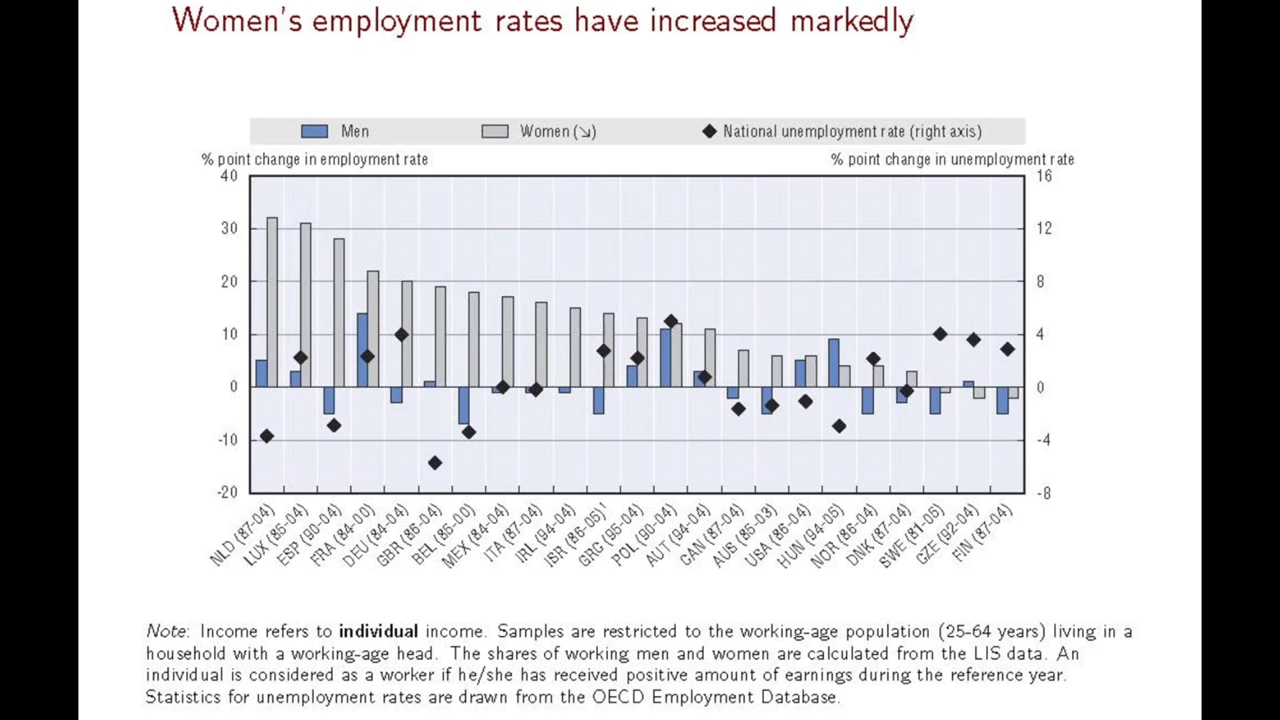 Women's employment rates have increased markedly
Men
Women (↘)
National unemployment rate (right axis)
% point change in employment rate
% point change in unemployment rate
40
30
20
10
0
-10
-20
16
12
8
4
0
-4
-8
NLD (87-04)
LUX (85-04)
ESP (90-04)
FRA (84-00)
DEU (84-04)
GBR (86-04)
BEL (85-00)
MEX (84-04)
ITA (87-04)
IRL (94-04)
ISR (86-05)¹
GRC (95-04)
POL (90-04)
AUT (94-04)
CAN (87-04)
AUS (85-03)
USA (86-04)
HUN (94-05)
NOR (86-04)
DNK (87-04)
SWE (81-05)
CZE (92-04)
FIN (87-04)
Note: Income refers to individual income. Samples are restricted to the working-age population (25-64 years) living in a
household with a working-age head. The shares of working men and women are calculated from the LIS data. An
individual is considered as a worker if he/she has received positive amount of earnings during the reference year.
Statistics for unemployment rates are drawn from the OECD Employment Database.